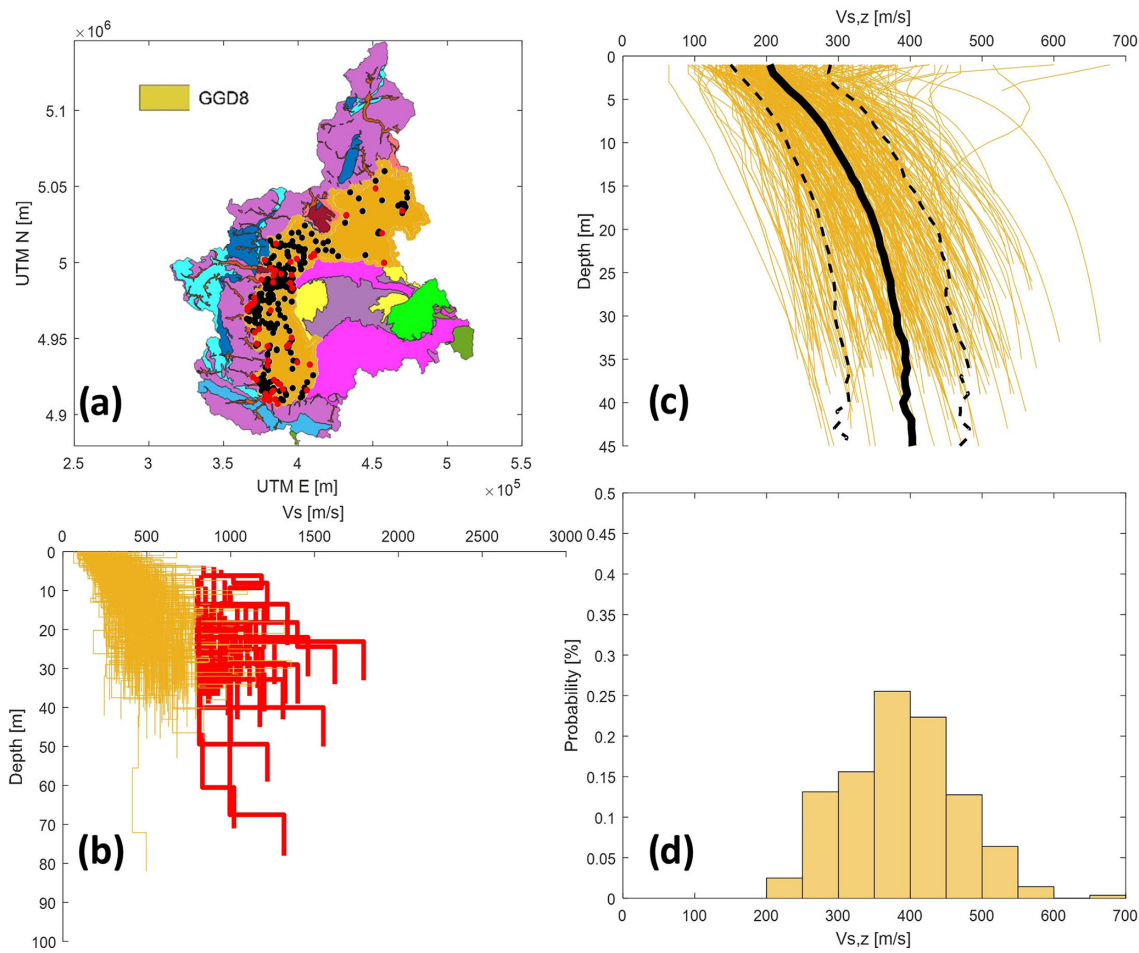 ×10⁶
GGD8
5.1
5.05
5
4.95
4.9
UTM N [m]
(a)
2.5 3 3.5 4 4.5 5 5.5
UTM E [m]
×10⁵
Vs,z [m/s]
0 100 200 300 400 500 600 700
0
5
10
15
20
25
30
35
40
45
Depth [m]
(c)
Vs [m/s]
0 500 1000 1500 2000 2500 3000
0
10
20
30
40
50
60
70
80
90
100
Depth [m]
(b)
0.5
0.45
0.4
0.35
0.3
0.25
0.2
0.15
0.1
0.05
0
Probability [%]
(d)
0 100 200 300 400 500 600 700
Vs,z [m/s]